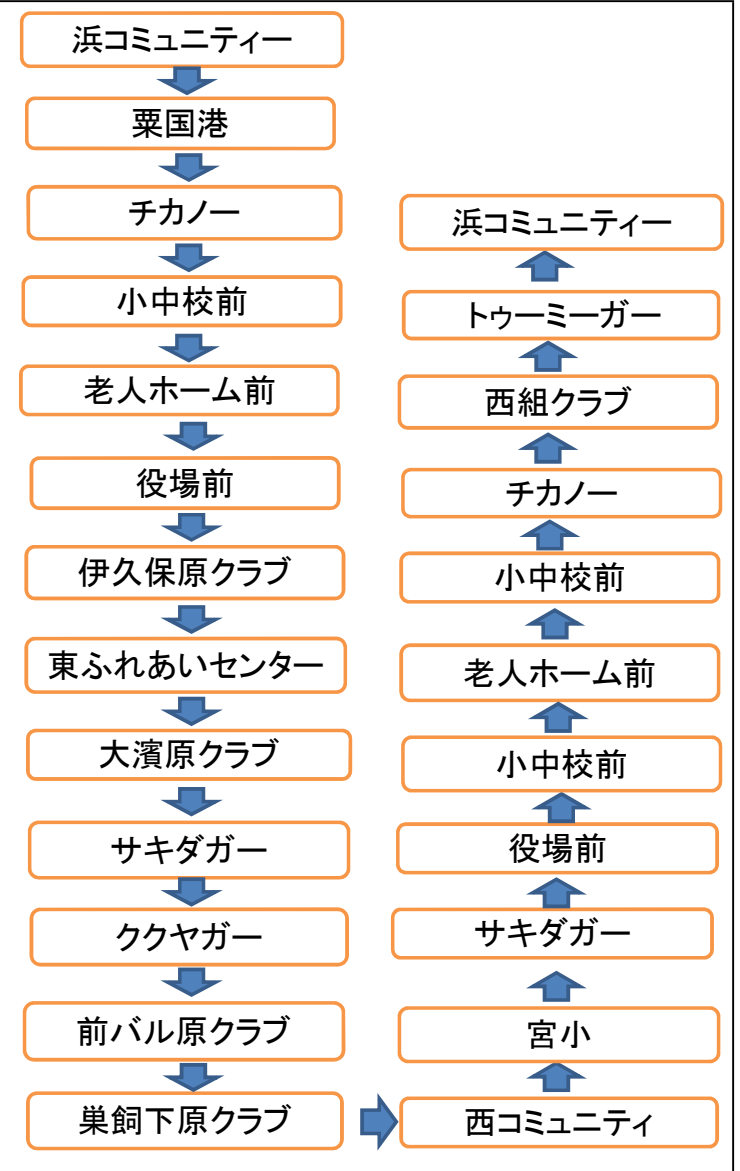 浜コミュニティー
粟国港
チカノー
小中校前
老人ホーム前
役場前
伊久保原クラブ
東ふれあいセンター
大濱原クラブ
サキダガー
ククヤガー
前バル原クラブ
巣飼下原クラブ
西コミュニティ
宮小
サキダガー
役場前
小中校前
老人ホーム前
小中校前
チカノー
西組クラブ
トゥーミーガー
浜コミュニティー